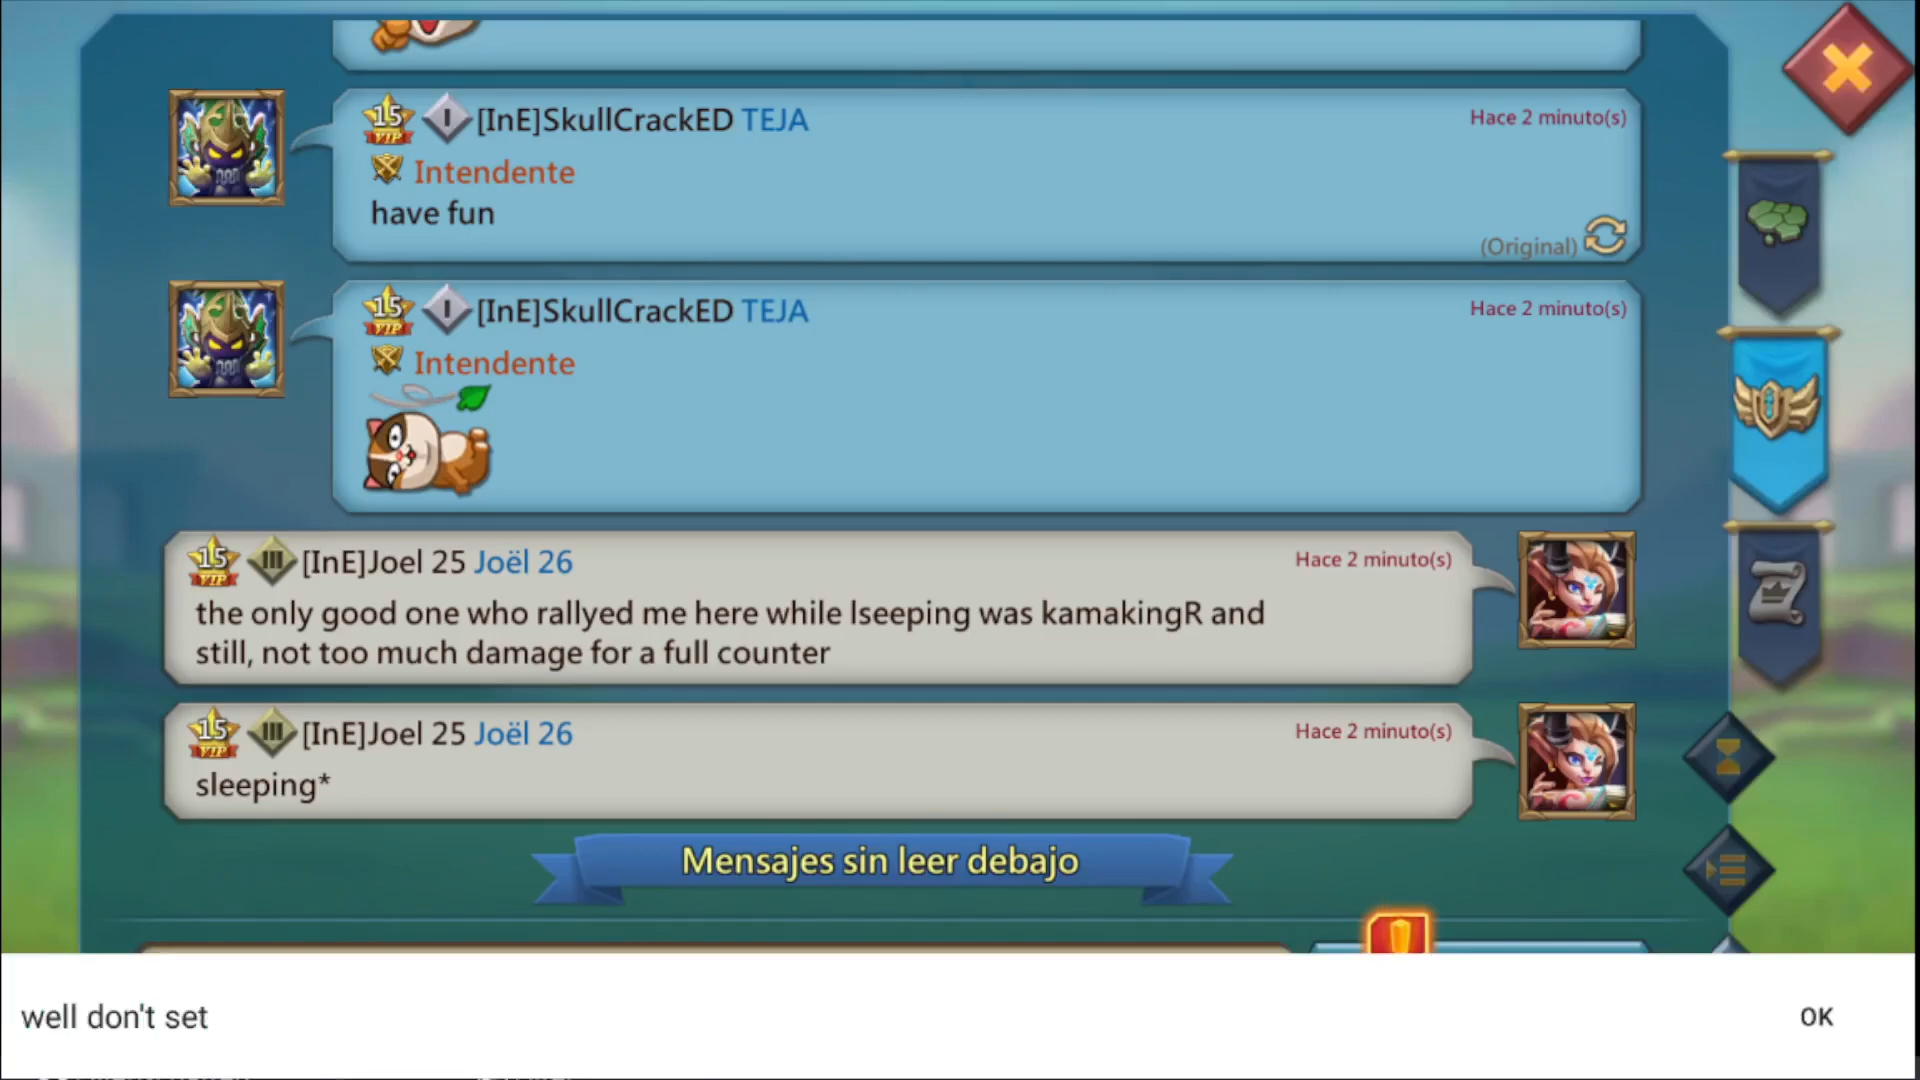 15 VIP I [InE]SkullCrackED TEJA Hace 2 minuto(s)
Intendente
have fun
(Original)
15 VIP I [InE]SkullCrackED TEJA Hace 2 minuto(s)
Intendente
15 VIP III [InE]Joel 25 Joël 26 Hace 2 minuto(s)
the only good one who rallyed me here while lseeping was kamakingR and
still, not too much damage for a full counter
15 VIP III [InE]Joel 25 Joël 26 Hace 2 minuto(s)
sleeping*
Mensajes sin leer debajo
well don't set OK